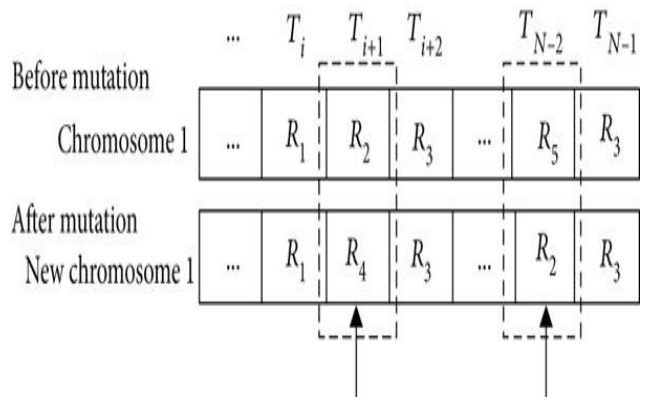 ... T_i T_{i+1} T_{i+2} T_{N−2} T_{N−1}
Before mutation
Chromosome 1 ... R_1 R_2 R_3 ... R_5 R_3
After mutation
New chromosome 1 ... R_1 R_4 R_3 ... R_2 R_3